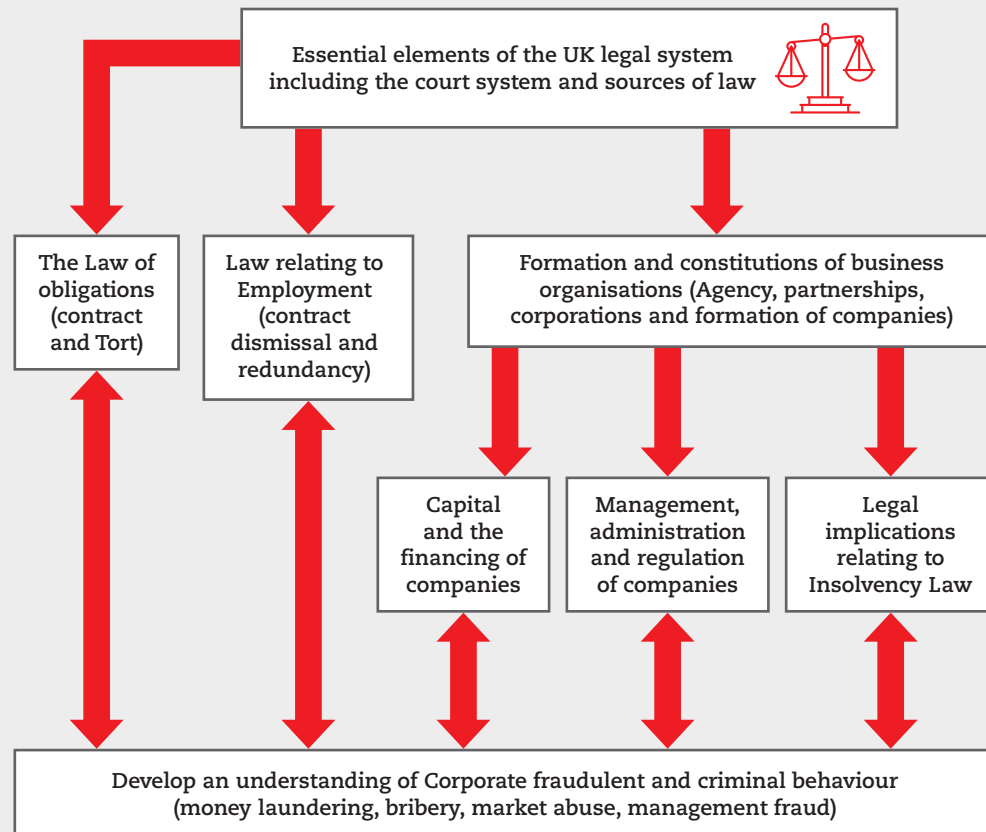 Essential elements of the UK legal system
including the court system and sources of law
The Law of
obligations
(contract
and Tort)
Law relating to
Employment
(contract
dismissal and
redundancy)
Formation and constitutions of business
organisations (Agency, partnerships,
corporations and formation of companies)
Capital
and the
financing of
companies
Management,
administration
and regulation
of companies
Legal
implications
relating to
Insolvency Law
Develop an understanding of Corporate fraudulent and criminal behaviour
(money laundering, bribery, market abuse, management fraud)